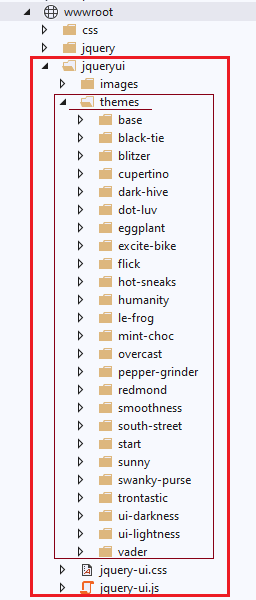 wwwroot
css
jquery
jqueryui
images
themes
base
black-tie
blitzer
cupertino
dark-hive
dot-luv
eggplant
excite-bike
flick
hot-sneaks
humanity
le-frog
mint-choc
overcast
pepper-grinder
redmond
smoothness
south-street
start
sunny
swanky-purse
trontastic
ui-darkness
ui-lightness
vader
jquery-ui.css
jquery-ui.js